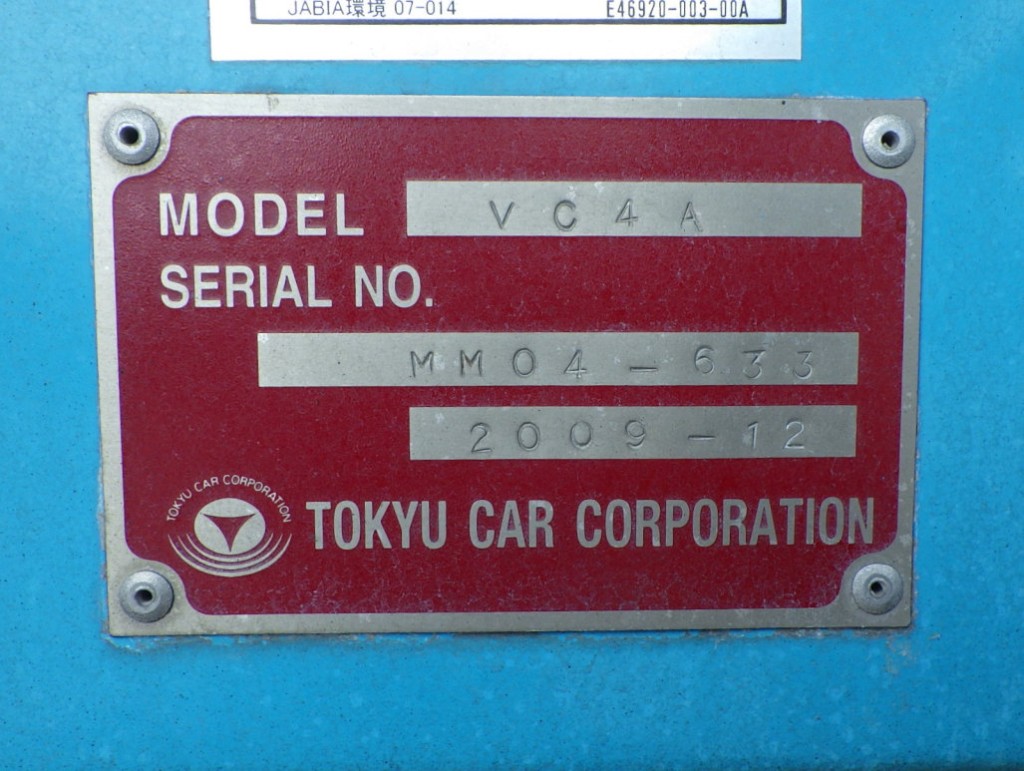 JABIA環境 07-014 E46920-003-00A
MODEL VC4A
SERIAL NO.
MM04-633
2009-12
TOKYU CAR CORPORATION
TOKYU CAR CORPORATION